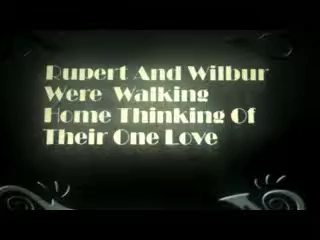 Rupert And Wilbur
Were Walking
Home Thinking Of
Their One Love